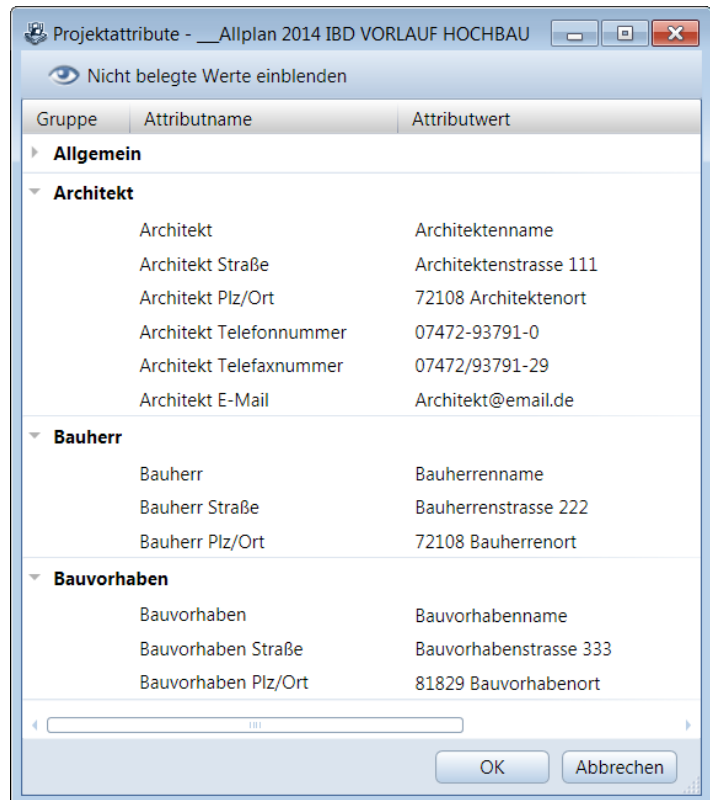 Projektattribute - ___Allplan 2014 IBD VORLAUF HOCHBAU
Nicht belegte Werte einblenden
Gruppe Attributname Attributwert
Allgemein
Architekt
Architekt Architektenname
Architekt Straße Architektenstrasse 111
Architekt Plz/Ort 72108 Architektenort
Architekt Telefonnummer 07472-93791-0
Architekt Telefaxnummer 07472/93791-29
Architekt E-Mail Architekt@email.de
Bauherr
Bauherr Bauherrenname
Bauherr Straße Bauherrenstrasse 222
Bauherr Plz/Ort 72108 Bauherrenort
Bauvorhaben
Bauvorhaben Bauvorhabenname
Bauvorhaben Straße Bauvorhabenstrasse 333
Bauvorhaben Plz/Ort 81829 Bauvorhabenort
OK Abbrechen